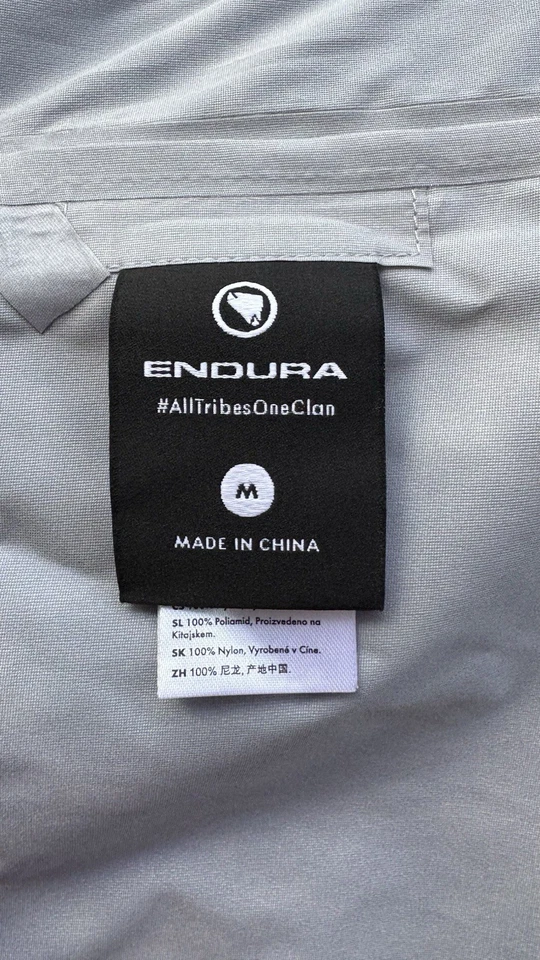 ENDURA
#AllTribesOneClan
M
MADE IN CHINA
SL 100% Poliamid, Proizvedeno na
Kitajskem.
SK 100% Nylon, Vyrobené v Cíne.
ZH 100% 尼龙, 产地中国.